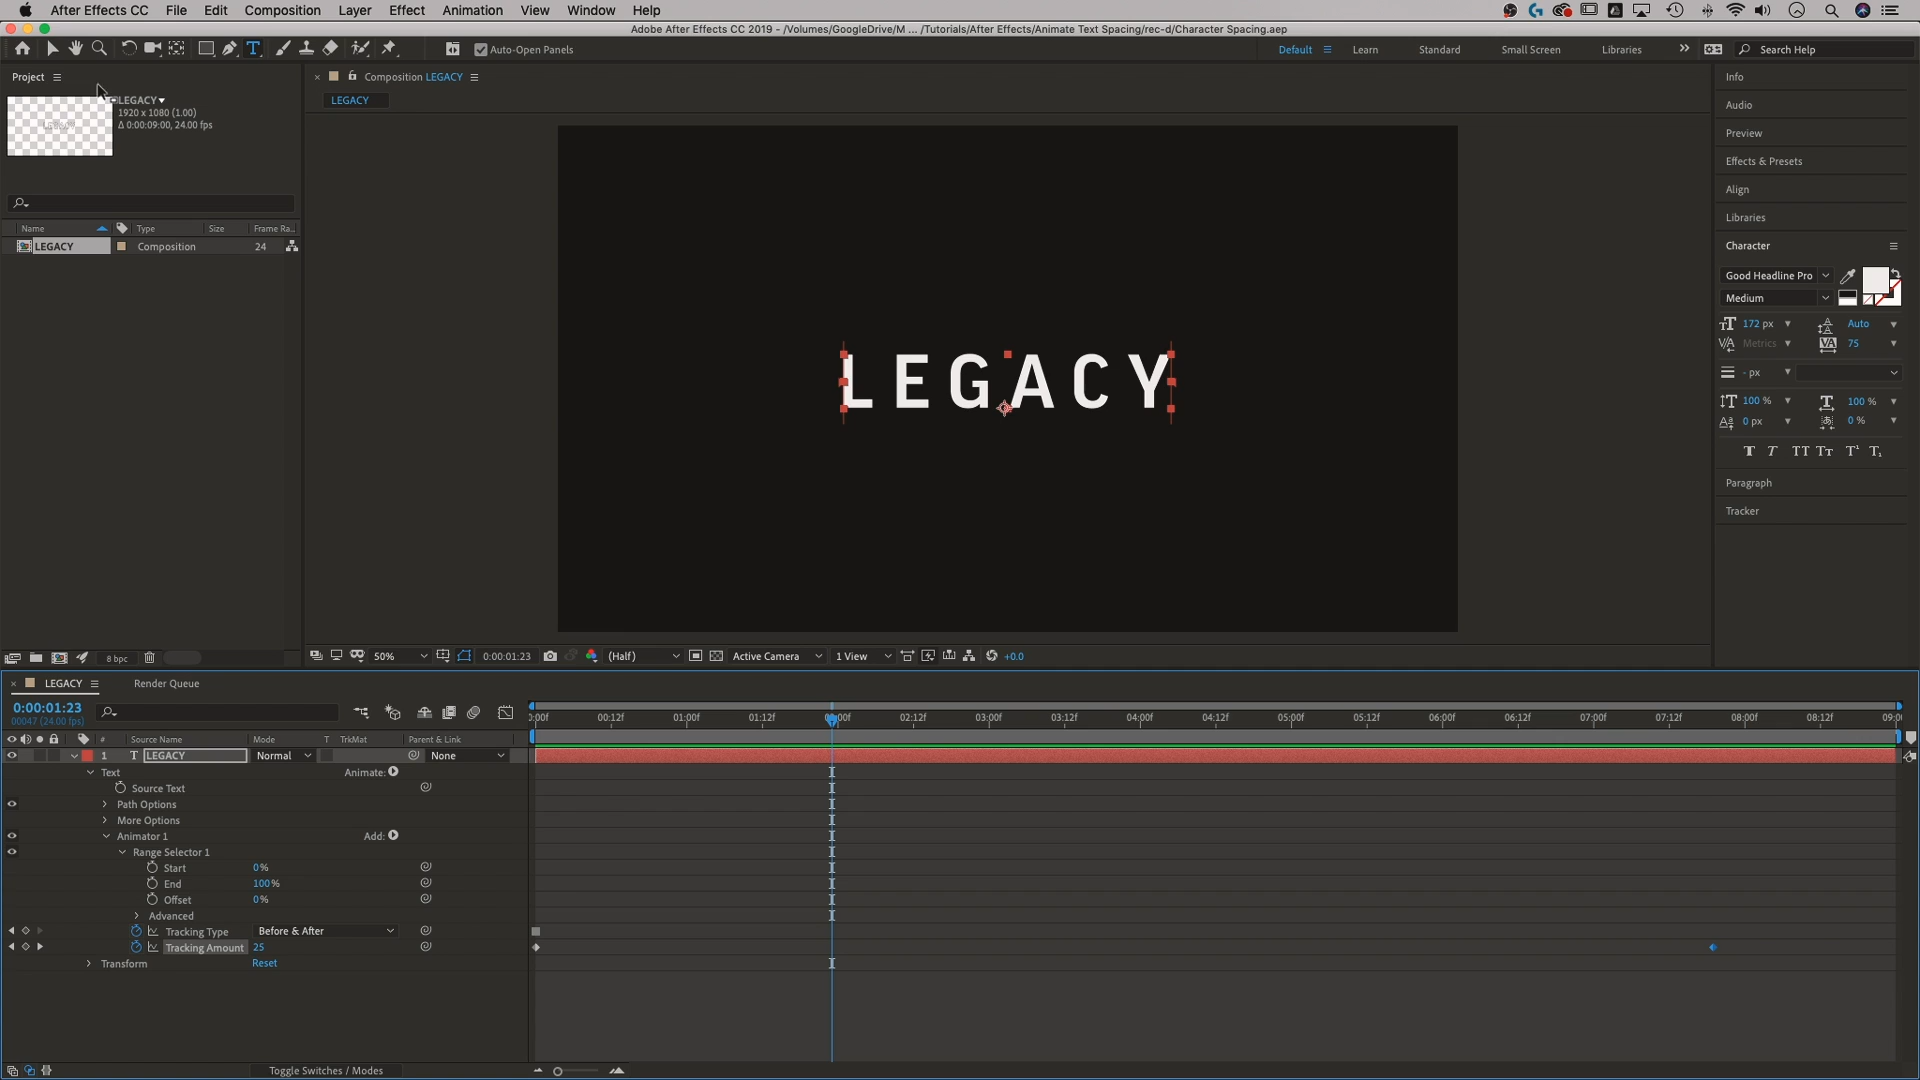 After Effects CC File Edit Composition Layer Effect Animation View Window Help
Adobe After Effects CC 2019 - /Volumes/GoogleDrive/M ... /Tutorials/After Effects/Animate Text Spacing/rec-d/Character Spacing.aep
Auto-Open Panels Default Learn Standard Small Screen Libraries Search Help
Project
LEGACY
1920 x 1080 (1.00)
Δ 0:00:09:00, 24.00 fps
Name Type Size Frame Ra...
LEGACY Composition 24
8 bpc
Composition LEGACY
LEGACY
LEGACY
50% 0:00:01:23 (Half) Active Camera 1 View +0.0
Info
Audio
Preview
Effects & Presets
Align
Libraries
Character
Good Headline Pro
Medium
172 px Auto
Metrics 75
- px
100 % 100 %
0 px 0 %
T T TT Tт T¹ T₁
Paragraph
Tracker
LEGACY Render Queue
0:00:01:23
00047 (24.00 fps)
:00f 00:12f 01:00f 01:12f 02:12f 03:00f 03:12f 04:00f 04:12f 05:00f 05:12f 06:00f 06:12f 07:00f 07:12f 08:00f 08:12f 09:0
# Source Name Mode T TrkMat Parent & Link
1 T LEGACY Normal None
Text Animate:
Source Text
Path Options
More Options
Animator 1 Add:
Range Selector 1
Start 0%
End 100%
Offset 0%
Advanced
Tracking Type Before & After
Tracking Amount 25
Transform Reset
Toggle Switches / Modes